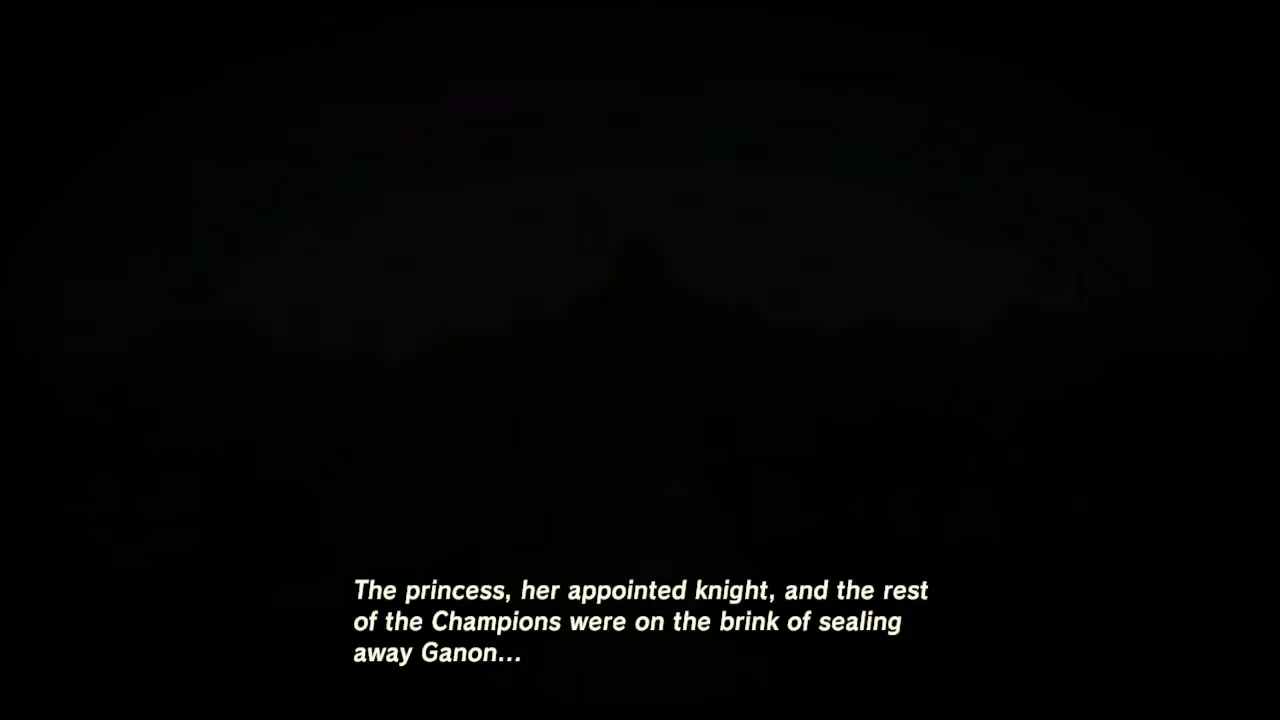 The princess, her appointed knight, and the rest
of the Champions were on the brink of sealing
away Ganon...